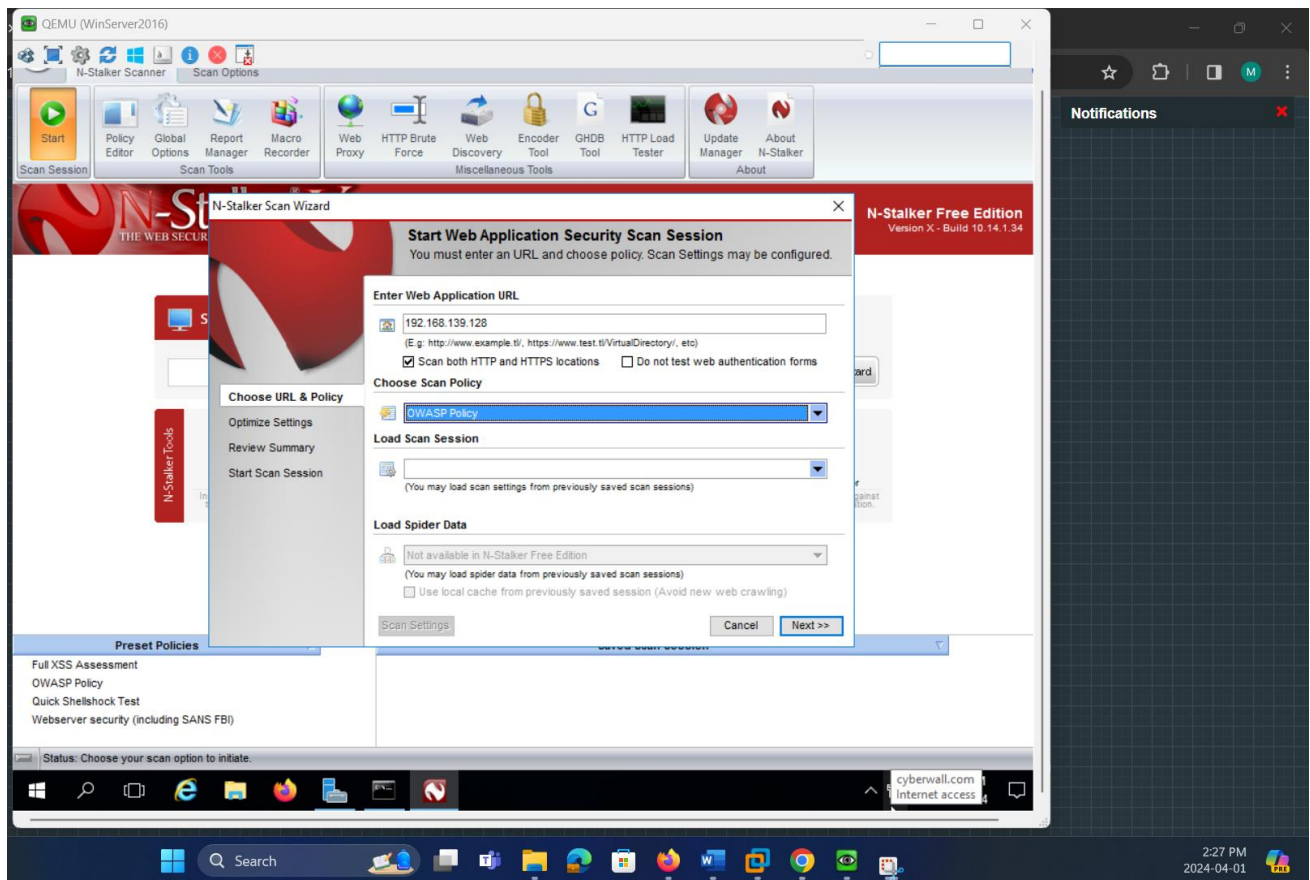 QEMU (WinServer2016)
N-Stalker Scanner Scan Options
Start Policy Editor Global Options Report Manager Macro Recorder Web Proxy HTTP Brute Force Web Discovery Encoder Tool GHDB Tool HTTP Load Tester Update Manager About N-Stalker
Scan Session Scan Tools Miscellaneous Tools About
M
Notifications
N-St
THE WEB SECUR
N-Stalker Free Edition
Version X - Build 10.14.1.34
N-Stalker Scan Wizard
Start Web Application Security Scan Session
You must enter an URL and choose policy. Scan Settings may be configured.
Choose URL & Policy
Optimize Settings
Review Summary
Start Scan Session
Enter Web Application URL
192.168.139.128
(E.g: http://www.example.tl/, https://www.test.tl/VirtualDirectory/, etc)
Scan both HTTP and HTTPS locations Do not test web authentication forms
Choose Scan Policy
OWASP Policy
Load Scan Session
(You may load scan settings from previously saved scan sessions)
Load Spider Data
Not available in N-Stalker Free Edition
(You may load spider data from previously saved scan sessions)
Use local cache from previously saved session (Avoid new web crawling)
Scan Settings Cancel Next >>
S
ard
N-Stalker Tools
Preset Policies
Full XSS Assessment
OWASP Policy
Quick Shellshock Test
Webserver security (including SANS FBI)
Status: Choose your scan option to initiate.
cyberwall.com
Internet access
Search
2:27 PM
2024-04-01
PRE